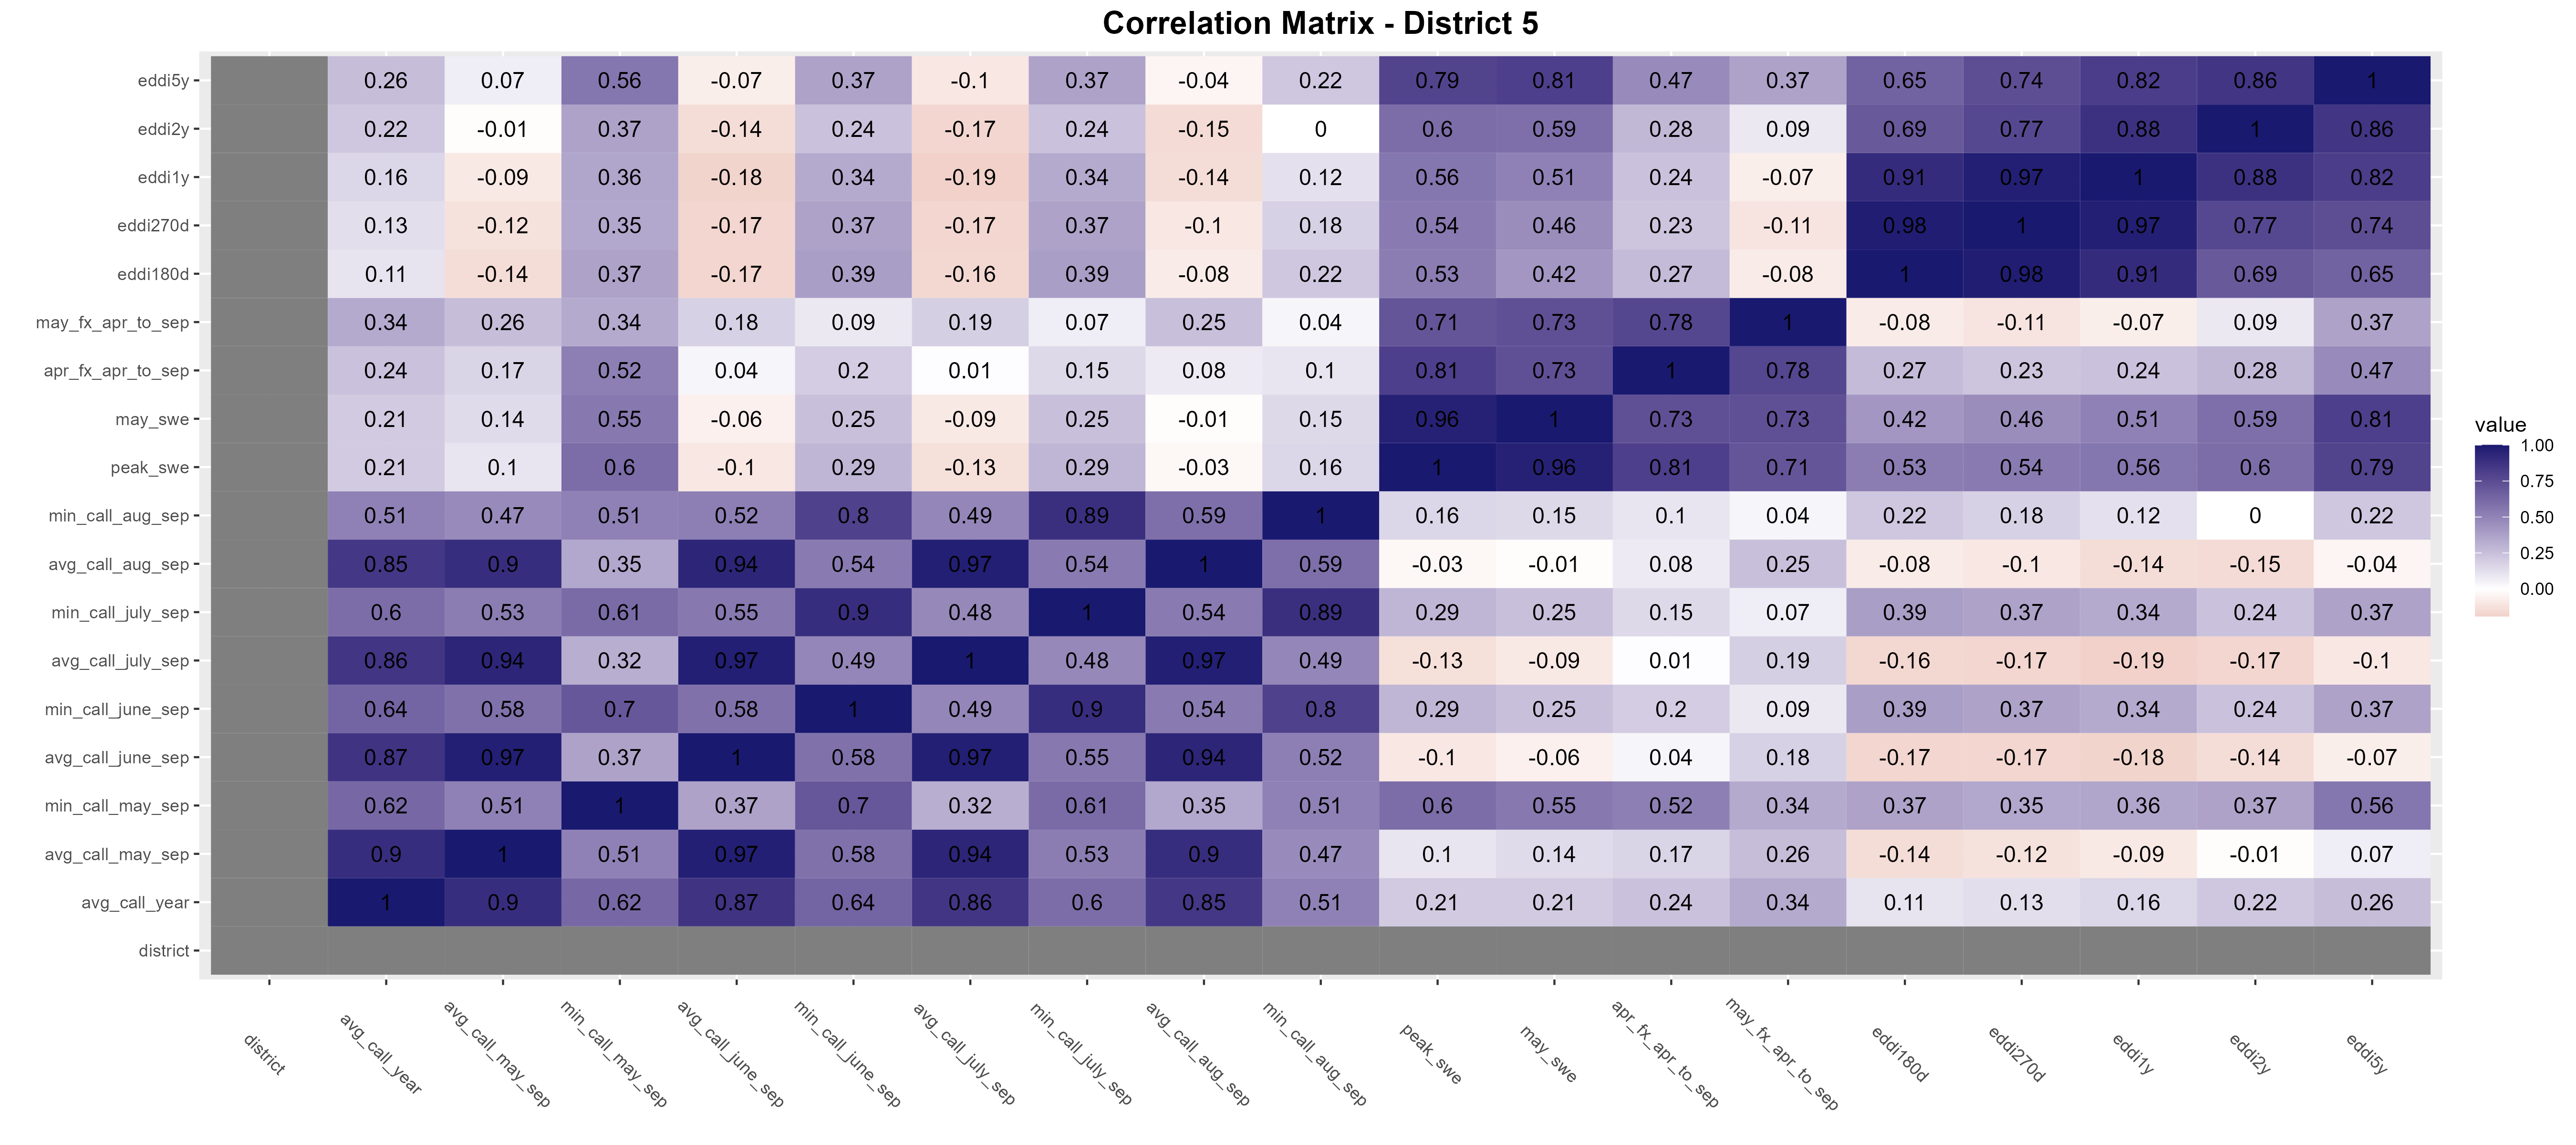 Correlation Matrix - District 5
eddi5y 0.26 0.07 0.56 -0.07 0.37 -0.1 0.37 -0.04 0.22 0.79 0.81 0.47 0.37 0.65 0.74 0.82 0.86 1
eddi2y 0.22 -0.01 0.37 -0.14 0.24 -0.17 0.24 -0.15 0 0.6 0.59 0.28 0.09 0.69 0.77 0.88 1 0.86
eddi1y 0.16 -0.09 0.36 -0.18 0.34 -0.19 0.34 -0.14 0.12 0.56 0.51 0.24 -0.07 0.91 0.97 1 0.88 0.82
eddi270d 0.13 -0.12 0.35 -0.17 0.37 -0.17 0.37 -0.1 0.18 0.54 0.46 0.23 -0.11 0.98 1 0.97 0.77 0.74
eddi180d 0.11 -0.14 0.37 -0.17 0.39 -0.16 0.39 -0.08 0.22 0.53 0.42 0.27 -0.08 1 0.98 0.91 0.69 0.65
may_fx_apr_to_sep 0.34 0.26 0.34 0.18 0.09 0.19 0.07 0.25 0.04 0.71 0.73 0.78 1 -0.08 -0.11 -0.07 0.09 0.37
apr_fx_apr_to_sep 0.24 0.17 0.52 0.04 0.2 0.01 0.15 0.08 0.1 0.81 0.73 1 0.78 0.27 0.23 0.24 0.28 0.47
may_swe 0.21 0.14 0.55 -0.06 0.25 -0.09 0.25 -0.01 0.15 0.96 1 0.73 0.73 0.42 0.46 0.51 0.59 0.81
peak_swe 0.21 0.1 0.6 -0.1 0.29 -0.13 0.29 -0.03 0.16 1 0.96 0.81 0.71 0.53 0.54 0.56 0.6 0.79
min_call_aug_sep 0.51 0.47 0.51 0.52 0.8 0.49 0.89 0.59 1 0.16 0.15 0.1 0.04 0.22 0.18 0.12 0 0.22
avg_call_aug_sep 0.85 0.9 0.35 0.94 0.54 0.97 0.54 1 0.59 -0.03 -0.01 0.08 0.25 -0.08 -0.1 -0.14 -0.15 -0.04
min_call_july_sep 0.6 0.53 0.61 0.55 0.9 0.48 1 0.54 0.89 0.29 0.25 0.15 0.07 0.39 0.37 0.34 0.24 0.37
avg_call_july_sep 0.86 0.94 0.32 0.97 0.49 1 0.48 0.97 0.49 -0.13 -0.09 0.01 0.19 -0.16 -0.17 -0.19 -0.17 -0.1
min_call_june_sep 0.64 0.58 0.7 0.58 1 0.49 0.9 0.54 0.8 0.29 0.25 0.2 0.09 0.39 0.37 0.34 0.24 0.37
avg_call_june_sep 0.87 0.97 0.37 1 0.58 0.97 0.55 0.94 0.52 -0.1 -0.06 0.04 0.18 -0.17 -0.17 -0.18 -0.14 -0.07
min_call_may_sep 0.62 0.51 1 0.37 0.7 0.32 0.61 0.35 0.51 0.6 0.55 0.52 0.34 0.37 0.35 0.36 0.37 0.56
avg_call_may_sep 0.9 1 0.51 0.97 0.58 0.94 0.53 0.9 0.47 0.1 0.14 0.17 0.26 -0.14 -0.12 -0.09 -0.01 0.07
avg_call_year 1 0.9 0.62 0.87 0.64 0.86 0.6 0.85 0.51 0.21 0.21 0.24 0.34 0.11 0.13 0.16 0.22 0.26
district
district avg_call_year avg_call_may_sep min_call_may_sep avg_call_june_sep min_call_june_sep avg_call_july_sep min_call_july_sep avg_call_aug_sep min_call_aug_sep peak_swe may_swe apr_fx_apr_to_sep may_fx_apr_to_sep eddi180d eddi270d eddi1y eddi2y eddi5y
value
1.00
0.75
0.50
0.25
0.00